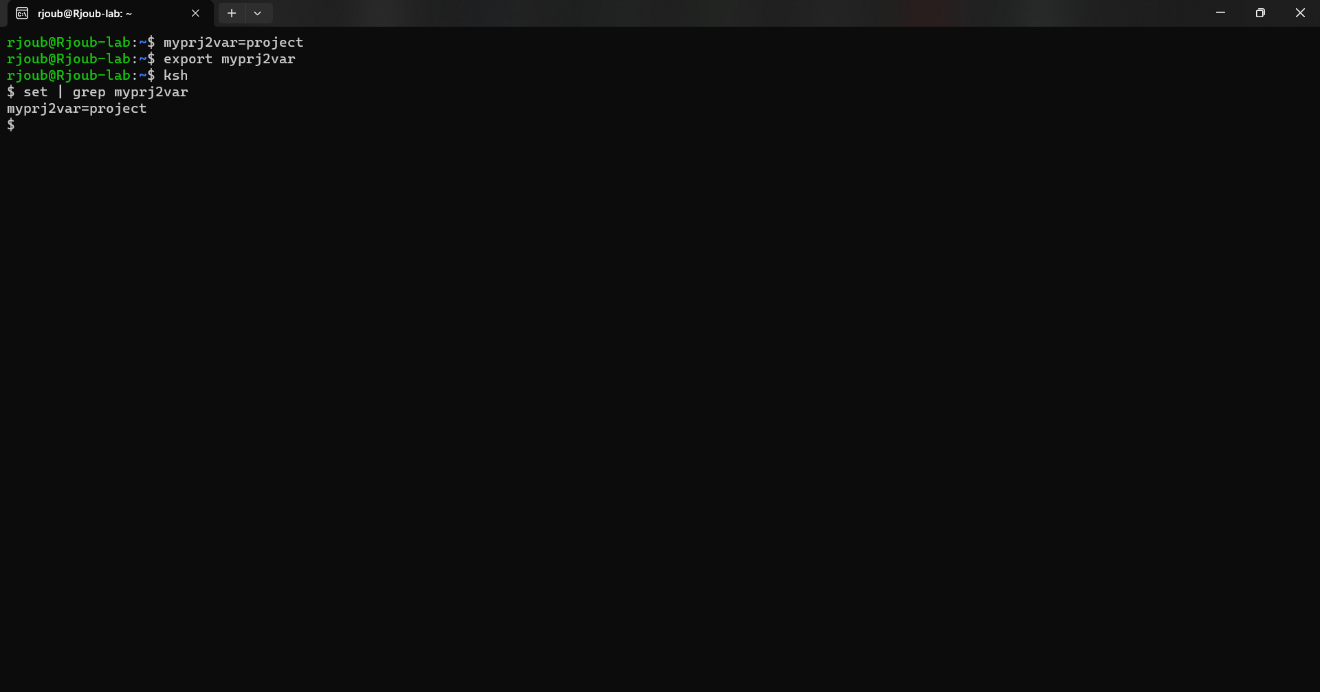 rjoub@Rjoub-lab: ~
rjoub@Rjoub-lab:~$ myprj2var=project
rjoub@Rjoub-lab:~$ export myprj2var
rjoub@Rjoub-lab:~$ ksh
$ set | grep myprj2var
myprj2var=project
$